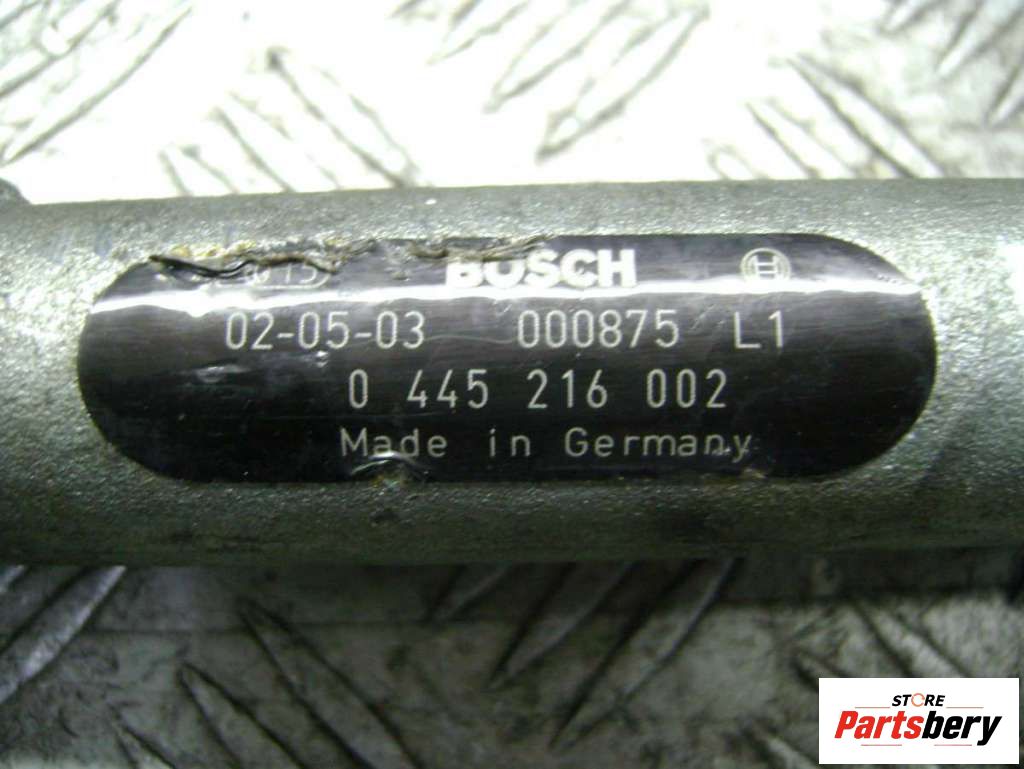 BOSCH
02-05-03 000875 L1
0 445 216 002
Made in Germany
STORE
Partsbery